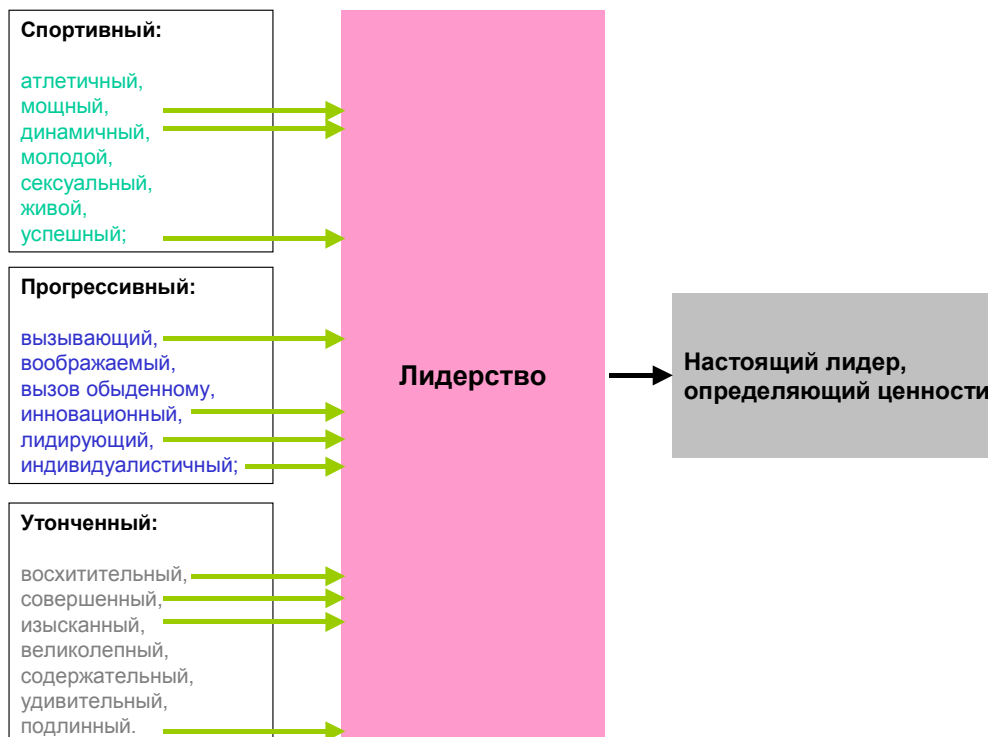 Спортивный:
атлетичный,
мощный,
динамичный,
молодой,
сексуальный,
живой,
успешный;
Прогрессивный:
вызывающий,
воображаемый,
вызов обыденному,
инновационный,
лидирующий,
индивидуалистичный;
Утонченный:
восхитительный,
совершенный,
изысканный,
великолепный,
содержательный,
удивительный,
подлинный.
Лидерство
Настоящий лидер,
определяющий ценности